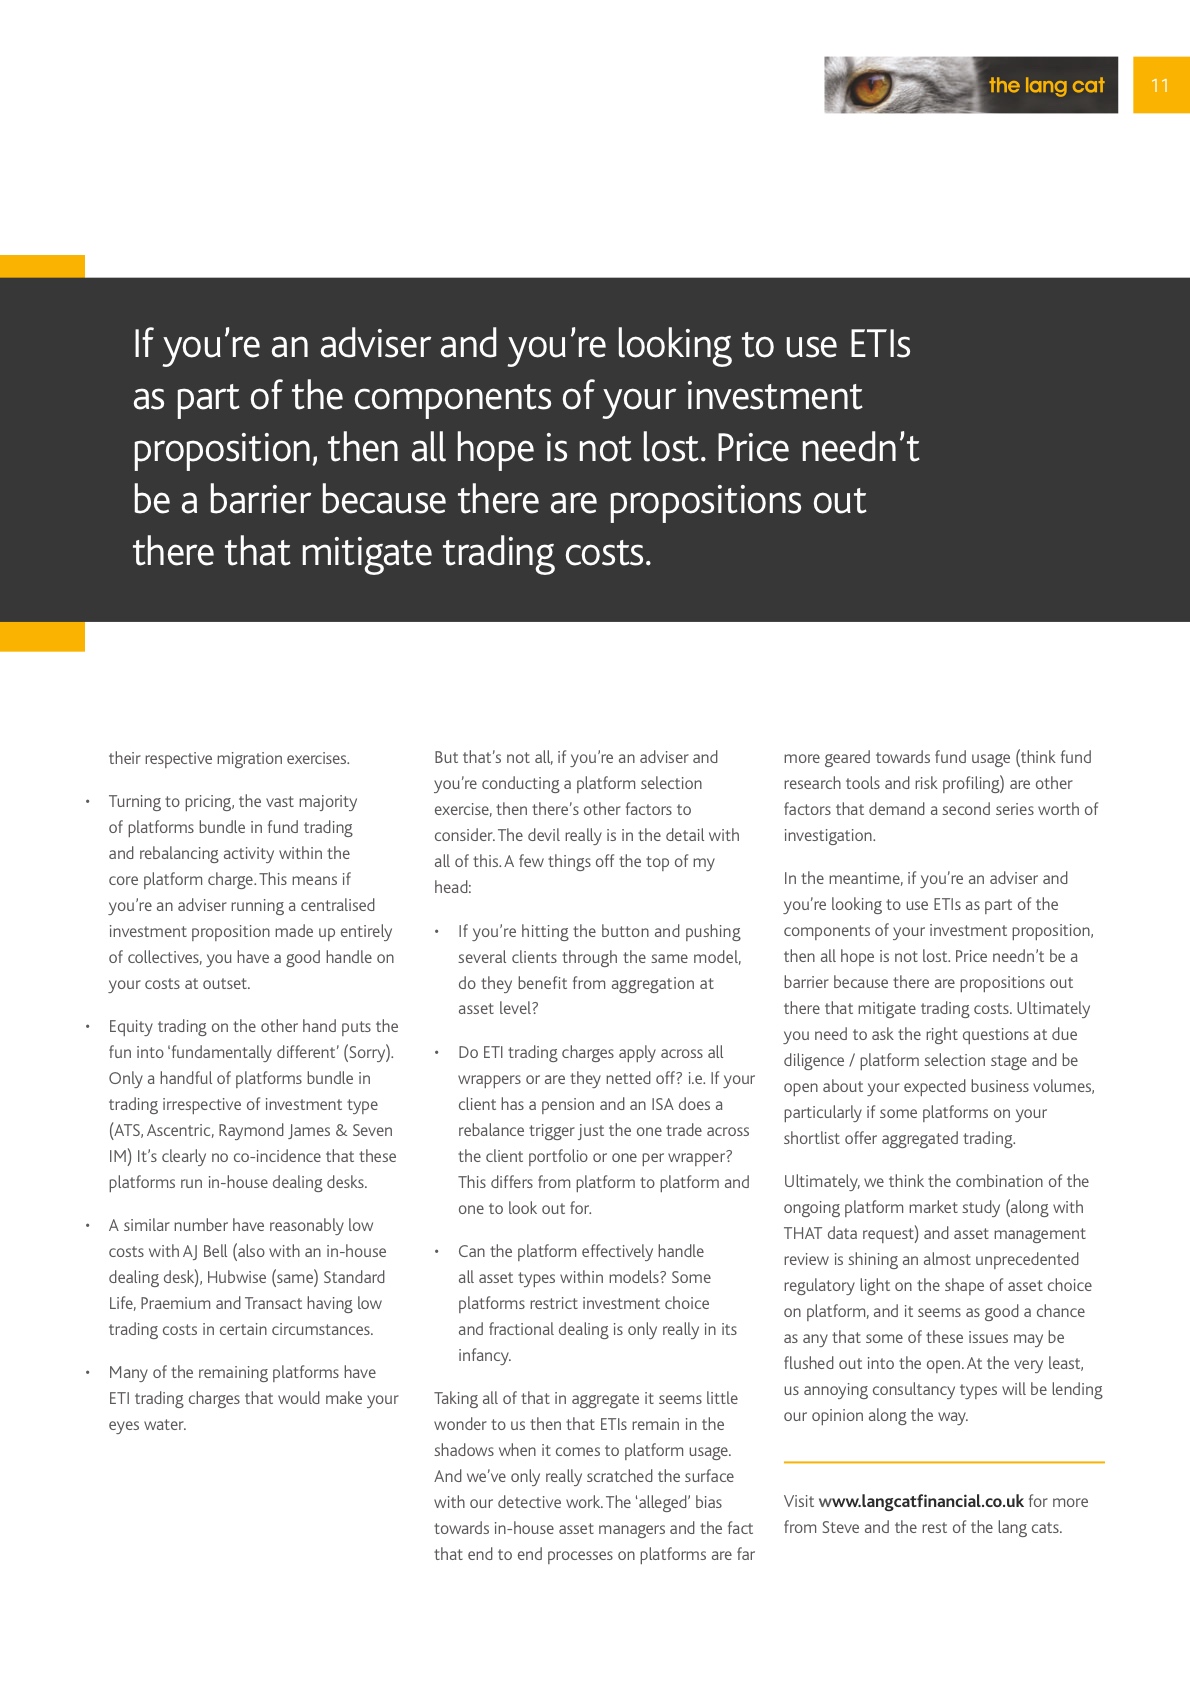 the lang cat
11
If you’re an adviser and you’re looking to use ETIs
as part of the components of your investment
proposition, then all hope is not lost. Price needn’t
be a barrier because there are propositions out
there that mitigate trading costs.
their respective migration exercises.
• Turning to pricing, the vast majority
of platforms bundle in fund trading
and rebalancing activity within the
core platform charge. This means if
you’re an adviser running a centralised
investment proposition made up entirely
of collectives, you have a good handle on
your costs at outset.
• Equity trading on the other hand puts the
fun into ‘fundamentally different’ (Sorry).
Only a handful of platforms bundle in
trading irrespective of investment type
(ATS, Ascentric, Raymond James & Seven
IM) It’s clearly no co-incidence that these
platforms run in-house dealing desks.
• A similar number have reasonably low
costs with AJ Bell (also with an in-house
dealing desk), Hubwise (same) Standard
Life, Praemium and Transact having low
trading costs in certain circumstances.
• Many of the remaining platforms have
ETI trading charges that would make your
eyes water.
But that’s not all, if you’re an adviser and
you’re conducting a platform selection
exercise, then there’s other factors to
consider. The devil really is in the detail with
all of this. A few things off the top of my
head:
• If you’re hitting the button and pushing
several clients through the same model,
do they benefit from aggregation at
asset level?
• Do ETI trading charges apply across all
wrappers or are they netted off? i.e. If your
client has a pension and an ISA does a
rebalance trigger just the one trade across
the client portfolio or one per wrapper?
This differs from platform to platform and
one to look out for.
• Can the platform effectively handle
all asset types within models? Some
platforms restrict investment choice
and fractional dealing is only really in its
infancy.
Taking all of that in aggregate it seems little
wonder to us then that ETIs remain in the
shadows when it comes to platform usage.
And we’ve only really scratched the surface
with our detective work. The ‘alleged’ bias
towards in-house asset managers and the fact
that end to end processes on platforms are far
more geared towards fund usage (think fund
research tools and risk profiling) are other
factors that demand a second series worth of
investigation.
In the meantime, if you’re an adviser and
you’re looking to use ETIs as part of the
components of your investment proposition,
then all hope is not lost. Price needn’t be a
barrier because there are propositions out
there that mitigate trading costs. Ultimately
you need to ask the right questions at due
diligence / platform selection stage and be
open about your expected business volumes,
particularly if some platforms on your
shortlist offer aggregated trading.
Ultimately, we think the combination of the
ongoing platform market study (along with
THAT data request) and asset management
review is shining an almost unprecedented
regulatory light on the shape of asset choice
on platform, and it seems as good a chance
as any that some of these issues may be
flushed out into the open. At the very least,
us annoying consultancy types will be lending
our opinion along the way.
Visit www.langcatfinancial.co.uk for more
from Steve and the rest of the lang cats.